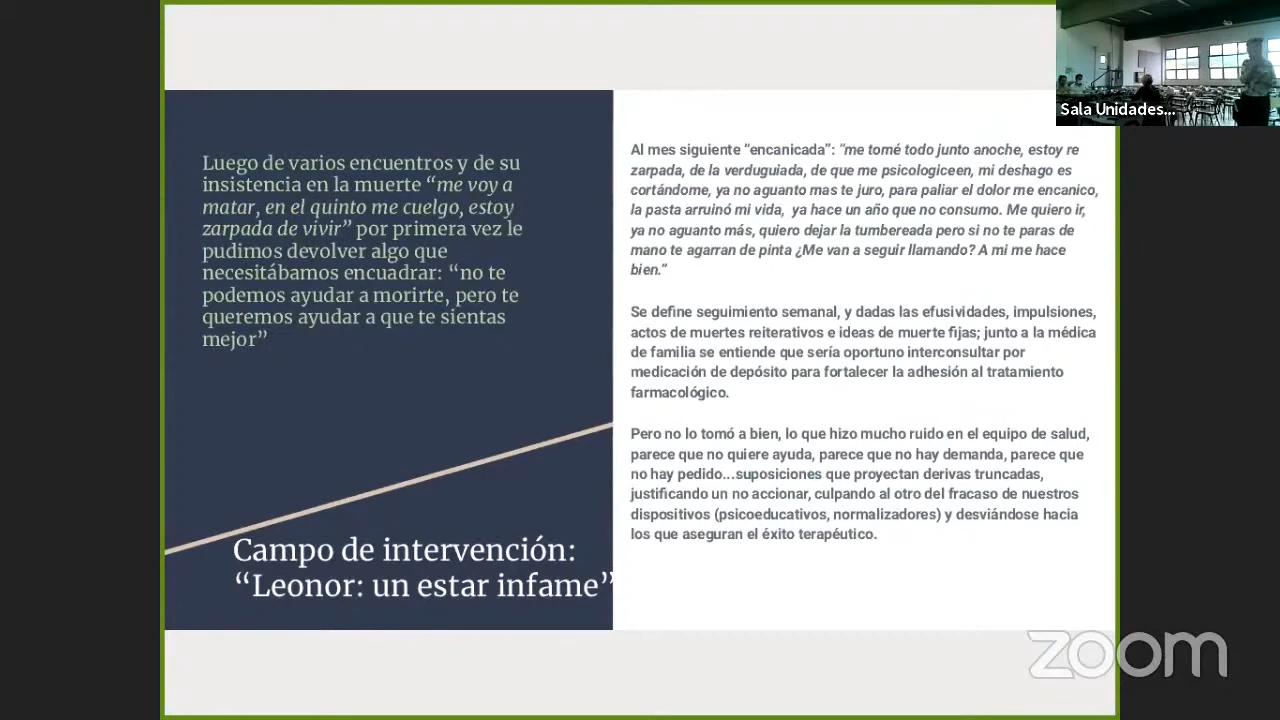 Luego de varios encuentros y de su
insistencia en la muerte “me voy a
matar, en el quinto me cuelgo, estoy
zarpada de vivir” por primera vez le
pudimos devolver algo que
necesitábamos encuadrar: “no te
podemos ayudar a morirte, pero te
queremos ayudar a que te sientas
mejor”
Campo de intervención:
“Leonor: un estar infame”
Al mes siguiente “encanicada”: “me tomé todo junto anoche, estoy re
zarpada, de la verduguiada, de que me psicologiceen, mi deshago es
cortándome, ya no aguanto mas te juro, para paliar el dolor me encanico,
la pasta arruinó mi vida, ya hace un año que no consumo. Me quiero ir,
ya no aguanto más, quiero dejar la tumbereada pero si no te paras de
mano te agarran de pinta ¿Me van a seguir llamando? A mi me hace
bien.”
Se define seguimiento semanal, y dadas las efusividades, impulsiones,
actos de muertes reiterativos e ideas de muerte fijas; junto a la médica
de familia se entiende que sería oportuno interconsultar por
medicación de depósito para fortalecer la adhesión al tratamiento
farmacológico.
Pero no lo tomó a bien, lo que hizo mucho ruido en el equipo de salud,
parece que no quiere ayuda, parece que no hay demanda, parece que
no hay pedido...suposiciones que proyectan derivas truncadas,
justificando un no accionar, culpando al otro del fracaso de nuestros
dispositivos (psicoeducativos, normalizadores) y desviándose hacia
los que aseguran el éxito terapéutico.
Sala Unidades...
zoom